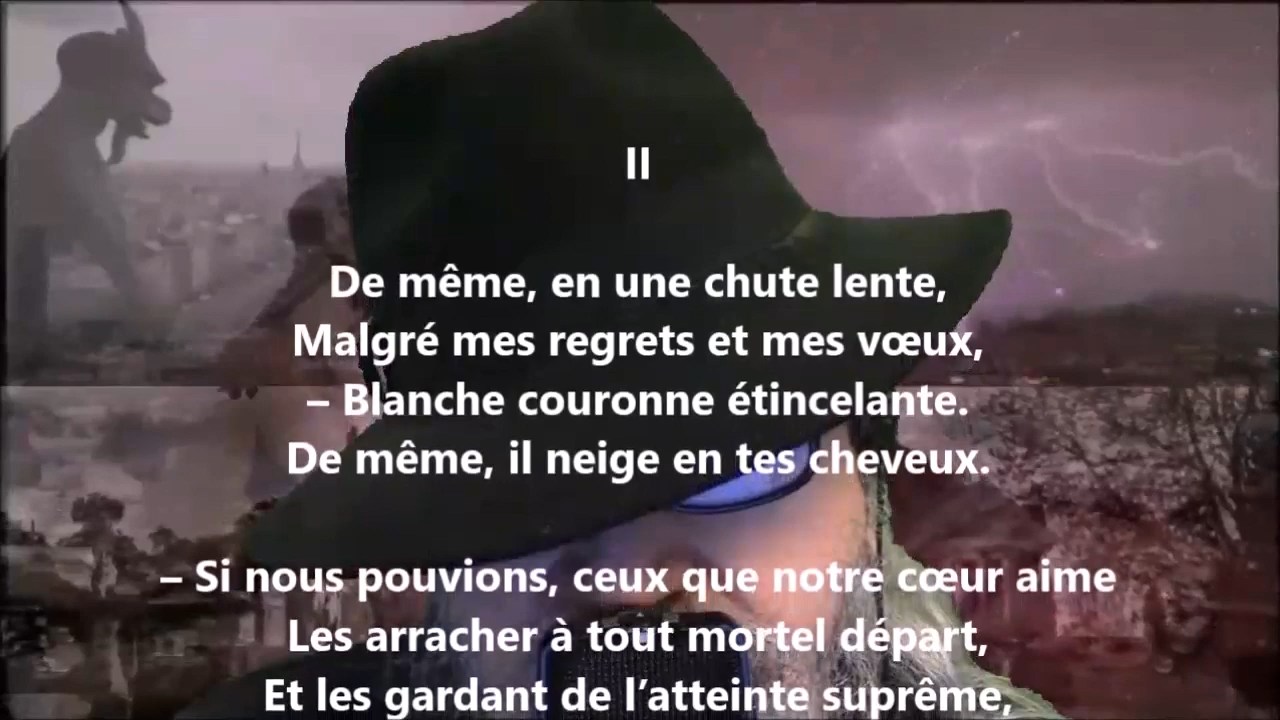 II
De même, en une chute lente,
Malgré mes regrets et mes vœux,
– Blanche couronne étincelante.
De même, il neige en tes cheveux.
– Si nous pouvions, ceux que notre cœur aime
Les arracher à tout mortel départ,
Et les gardant de l’atteinte suprême,